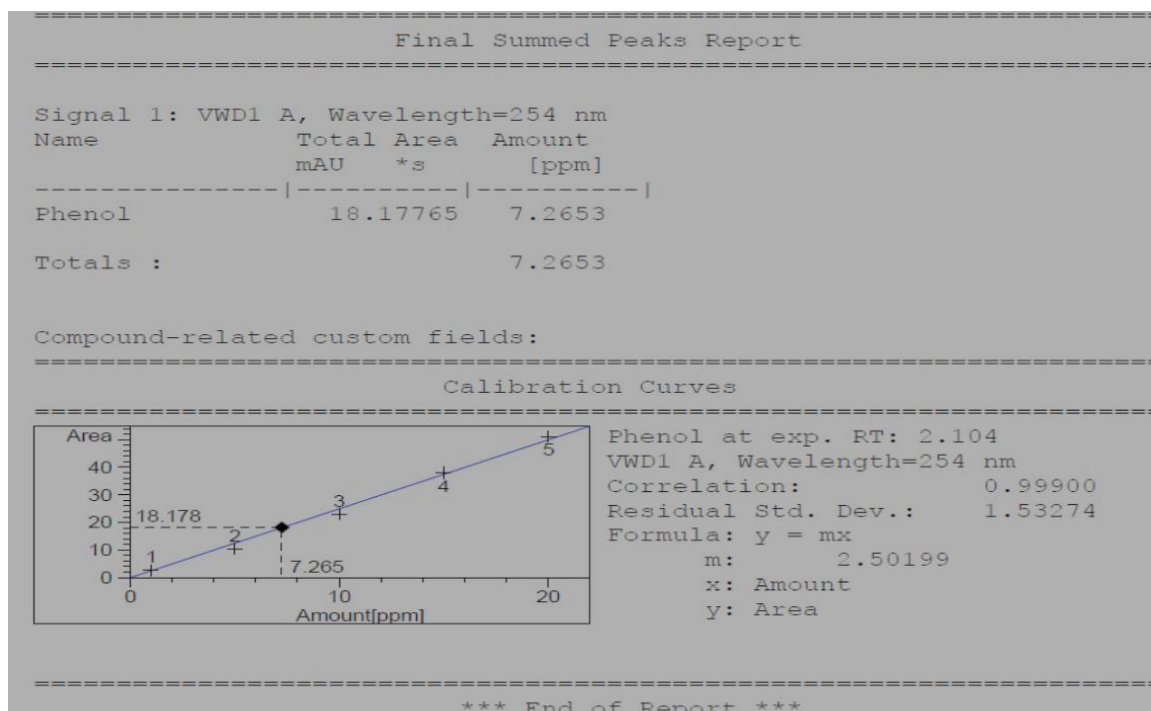 ================================================================
Final Summed Peaks Report
================================================================
Signal 1: VWD1 A, Wavelength=254 nm
Name Total Area Amount
mAU *s [ppm]
---------------|----------|----------|
Phenol 18.17765 7.2653
Totals : 7.2653
Compound-related custom fields:
================================================================
Calibration Curves
================================================================
Area
40
30
20
10
0
18.178
7.265
1
2
3
4
5
0
10
20
Amount[ppm]
Phenol at exp. RT: 2.104
VWD1 A, Wavelength=254 nm
Correlation: 0.99900
Residual Std. Dev.: 1.53274
Formula: y = mx
m: 2.50199
x: Amount
y: Area
================================================================
*** End of Report ***